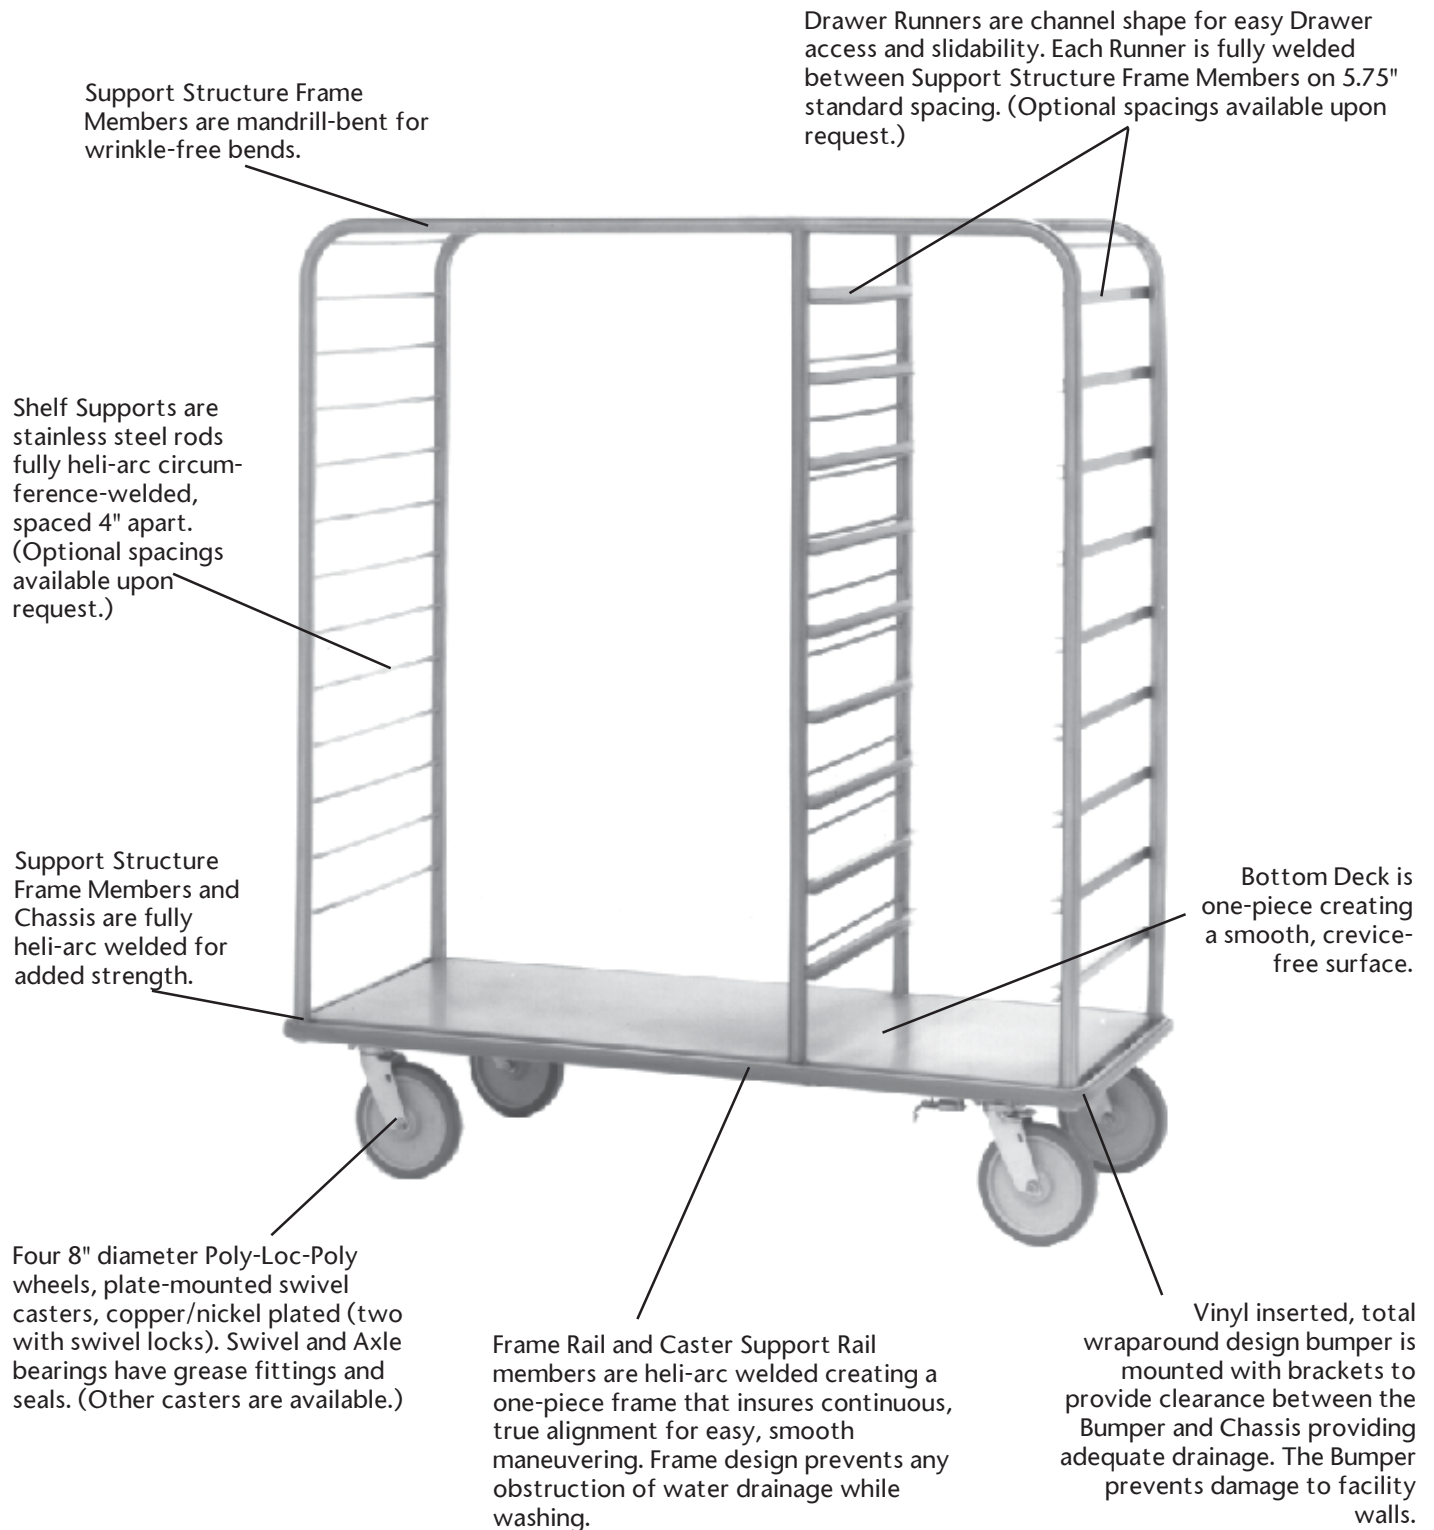 Drawer Runners are channel shape for easy Drawer
access and slidability. Each Runner is fully welded
between Support Structure Frame Members on 5.75"
standard spacing. (Optional spacings available upon
request.)
Support Structure Frame
Members are mandrill-bent for
wrinkle-free bends.
Shelf Supports are
stainless steel rods
fully heli-arc circum-
ference-welded,
spaced 4" apart.
(Optional spacings
available upon
request.)
Support Structure
Frame Members and
Chassis are fully
heli-arc welded for
added strength.
Bottom Deck is
one-piece creating
a smooth, crevice-
free surface.
Four 8" diameter Poly-Loc-Poly
wheels, plate-mounted swivel
casters, copper/nickel plated (two
with swivel locks). Swivel and Axle
bearings have grease fittings and
seals. (Other casters are available.)
Frame Rail and Caster Support Rail
members are heli-arc welded creating a
one-piece frame that insures continuous,
true alignment for easy, smooth
maneuvering. Frame design prevents any
obstruction of water drainage while
washing.
Vinyl inserted, total
wraparound design bumper is
mounted with brackets to
provide clearance between the
Bumper and Chassis providing
adequate drainage. The Bumper
prevents damage to facility
walls.